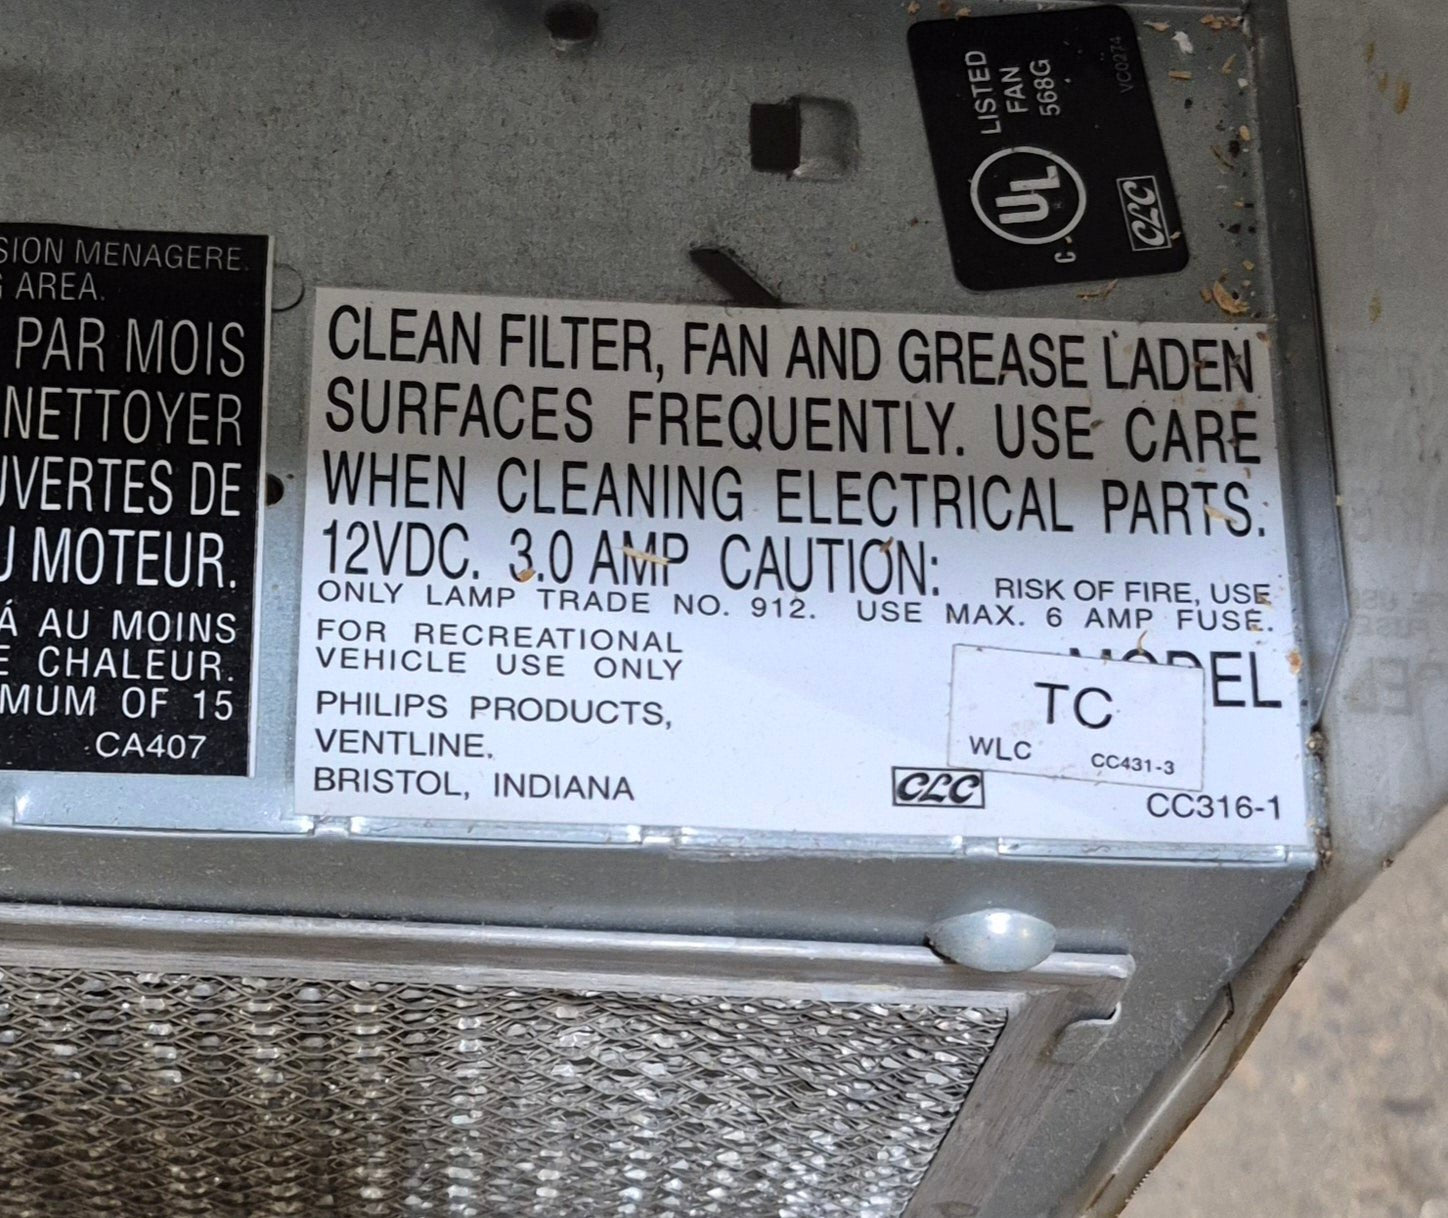 LISTED
FAN
568G
VC0274
UL
C
CLC
SION MENAGERE.
AREA.
PAR MOIS
NETTOYER
UVERTES DE
U MOTEUR.
Á AU MOINS
E CHALEUR.
MUM OF 15
CA407
CLEAN FILTER, FAN AND GREASE LADEN
SURFACES FREQUENTLY. USE CARE
WHEN CLEANING ELECTRICAL PARTS.
12VDC. 3.0 AMP CAUTION: RISK OF FIRE, USE
ONLY LAMP TRADE NO. 912. USE MAX. 6 AMP FUSE.
FOR RECREATIONAL
VEHICLE USE ONLY
MODEL
TC
WLC CC431-3
PHILIPS PRODUCTS,
VENTLINE.
BRISTOL, INDIANA
CLC
CC316-1